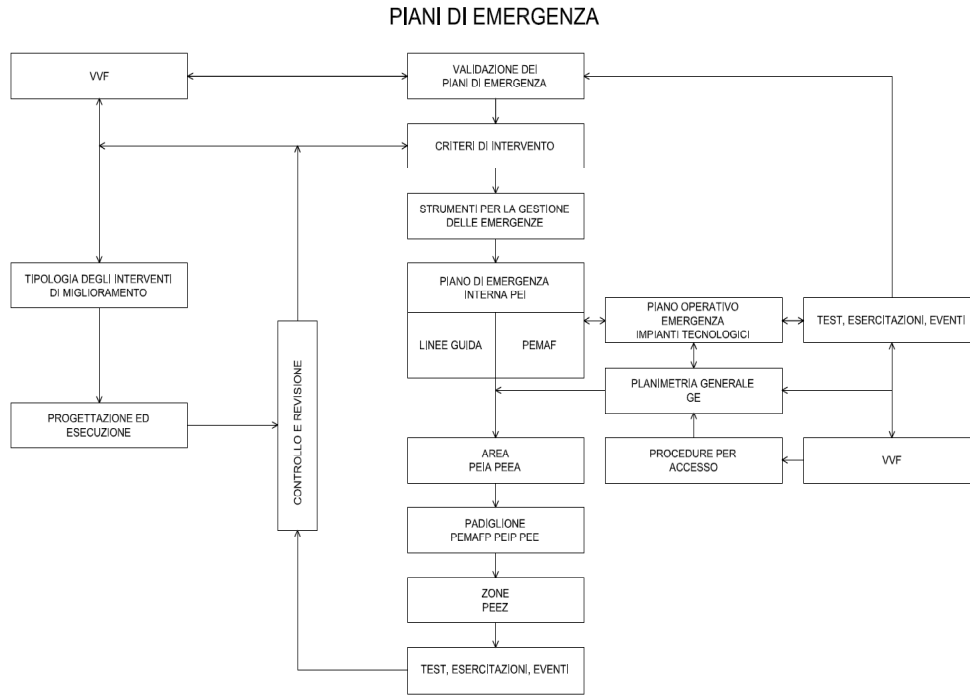 PIANI DI EMERGENZA
VVF
VALIDAZIONE DEI
PIANI DI EMERGENZA
CRITERI DI INTERVENTO
STRUMENTI PER LA GESTIONE
DELLE EMERGENZE
TIPOLOGIA DEGLI INTERVENTI
DI MIGLIORAMENTO
PIANO DI EMERGENZA
INTERNA PEI
LINEE GUIDA
PEMAF
PIANO OPERATIVO
EMERGENZA
IMPIANTI TECNOLOGICI
TEST, ESERCITAZIONI, EVENTI
PLANIMETRIA GENERALE
GE
PROGETTAZIONE ED
ESECUZIONE
CONTROLLO E REVISIONE
AREA
PEIA PEEA
PROCEDURE PER
ACCESSO
VVF
PADIGLIONE
PEMAFP PEIP PEE
ZONE
PEEZ
TEST, ESERCITAZIONI, EVENTI